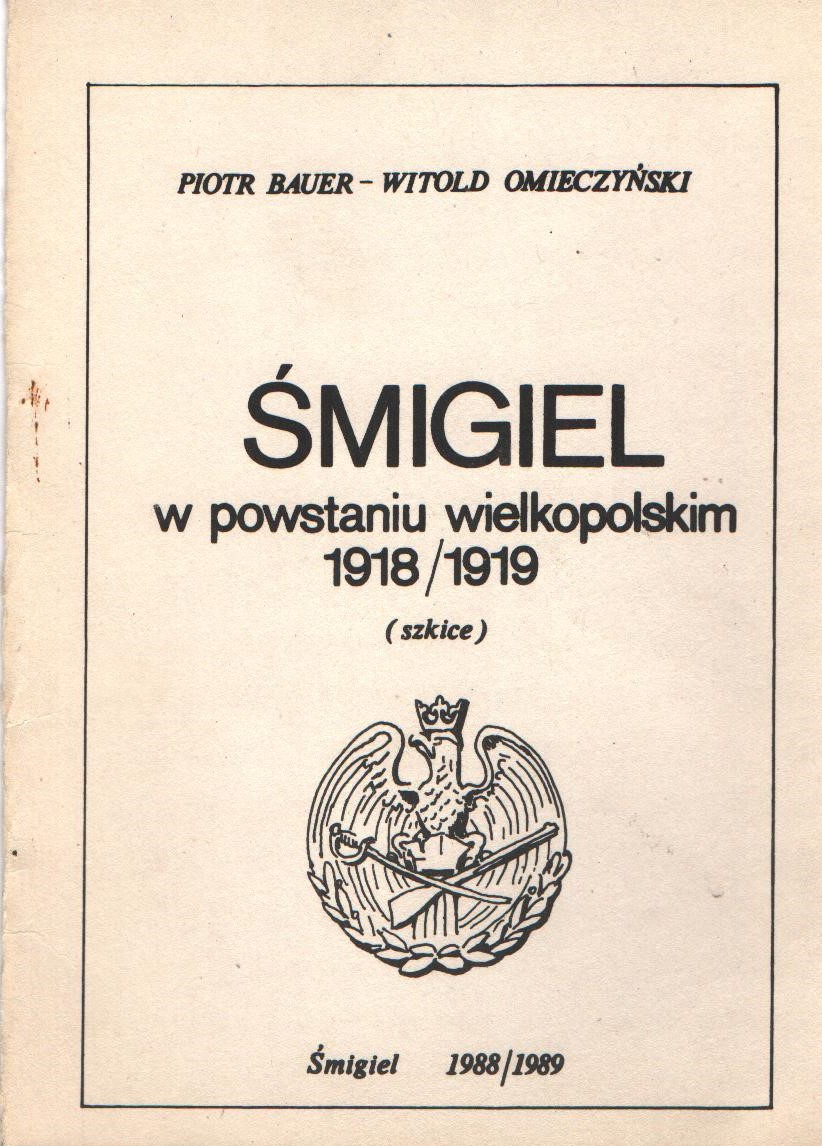 PIOTR BAUER - WITOLD OMIECZYŃSKI
ŚMIGIEL
w powstaniu wielkopolskim
1918/1919
(szkice)
Śmigiel 1988/1989